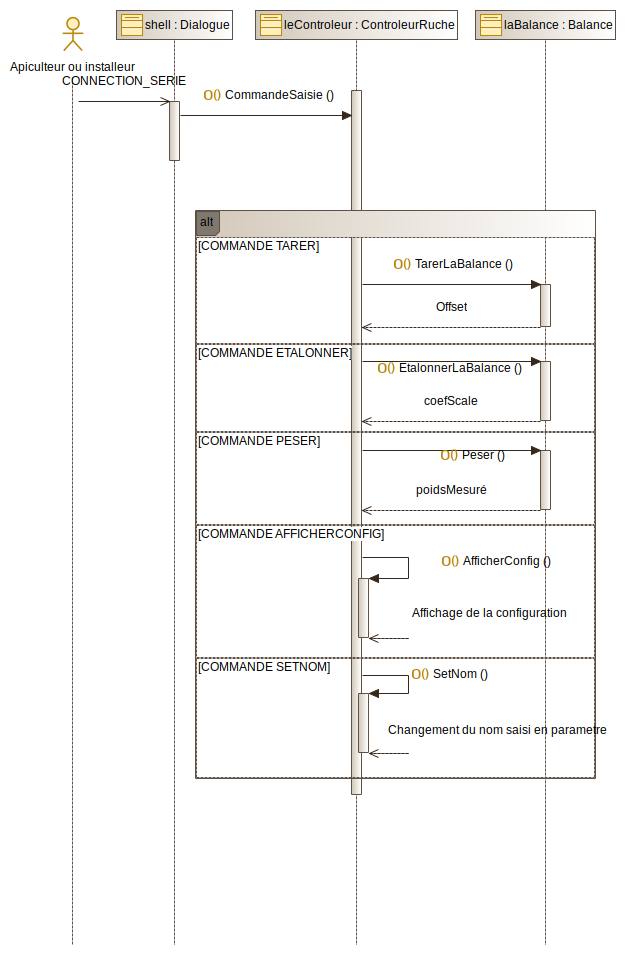 shell : Dialogue
leControleur : ControleurRuche
laBalance : Balance
Apiculteur ou installeur
CONNECTION_SERIE
O() CommandeSaisie ()
alt
[COMMANDE TARER]
O() TarerLaBalance ()
Offset
[COMMANDE ETALONNER]
O() EtalonnerLaBalance ()
coefScale
[COMMANDE PESER]
O() Peser ()
poidsMesuré
[COMMANDE AFFICHERCONFIG]
O() AfficherConfig ()
Affichage de la configuration
[COMMANDE SETNOM]
O() SetNom ()
Changement du nom saisi en parametre